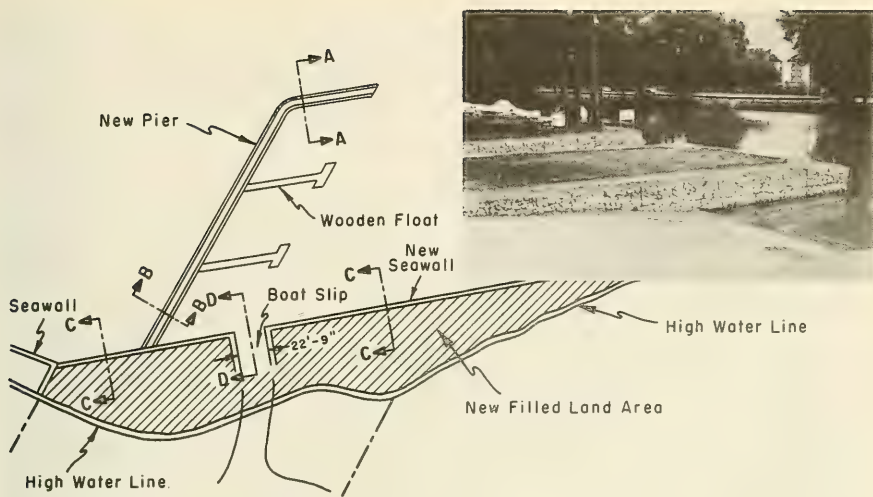 A
New Pier
A
Wooden Float
New
Seawall
B
C
Boat Slip
B
D
Seawall
C
High Water Line
22'-9"
C
D
New Filled Land Area
C
High Water Line